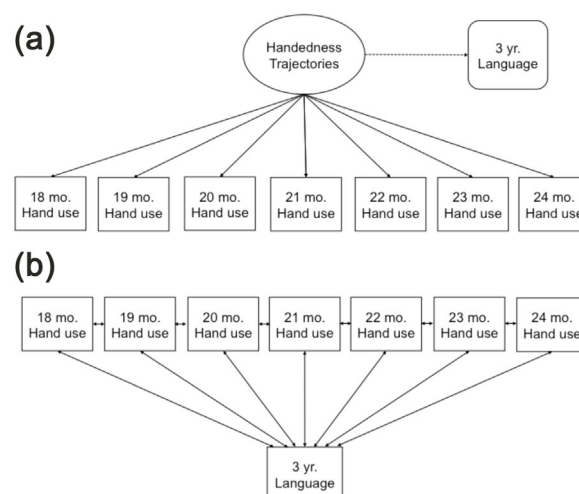 (a)
Handedness
Trajectories
3 yr.
Language
18 mo.
Hand use
19 mo.
Hand use
20 mo.
Hand use
21 mo.
Hand use
22 mo.
Hand use
23 mo.
Hand use
24 mo.
Hand use
(b)
18 mo.
Hand use
19 mo.
Hand use
20 mo.
Hand use
21 mo.
Hand use
22 mo.
Hand use
23 mo.
Hand use
24 mo.
Hand use
3 yr.
Language